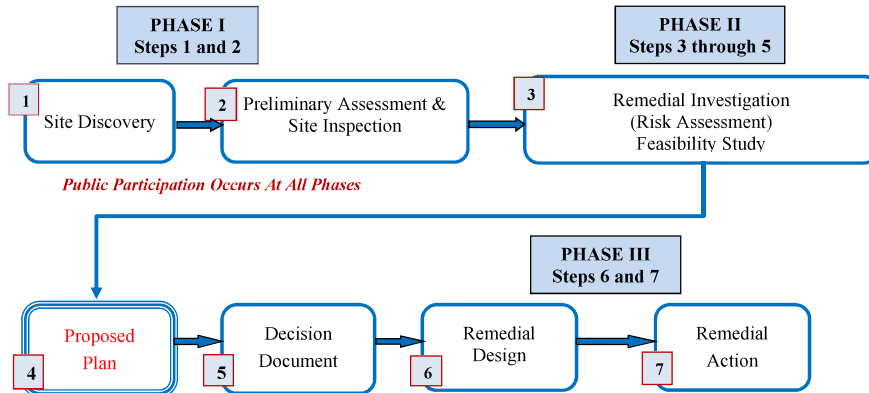 PHASE I
Steps 1 and 2
PHASE II
Steps 3 through 5
1
Site Discovery
2
Preliminary Assessment &
Site Inspection
3
Remedial Investigation
(Risk Assessment)
Feasibility Study
Public Participation Occurs At All Phases
PHASE III
Steps 6 and 7
Proposed
Plan
4
Decision
Document
5
Remedial
Design
6
Remedial
Action
7